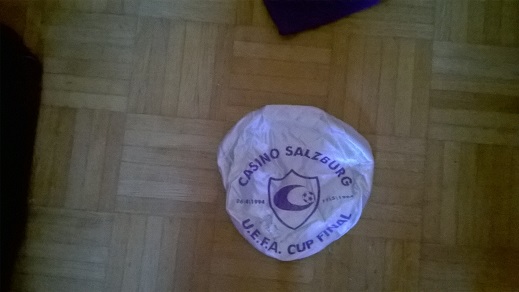 CASINO SALZBURG
U.E.F.A. CUP FINAL